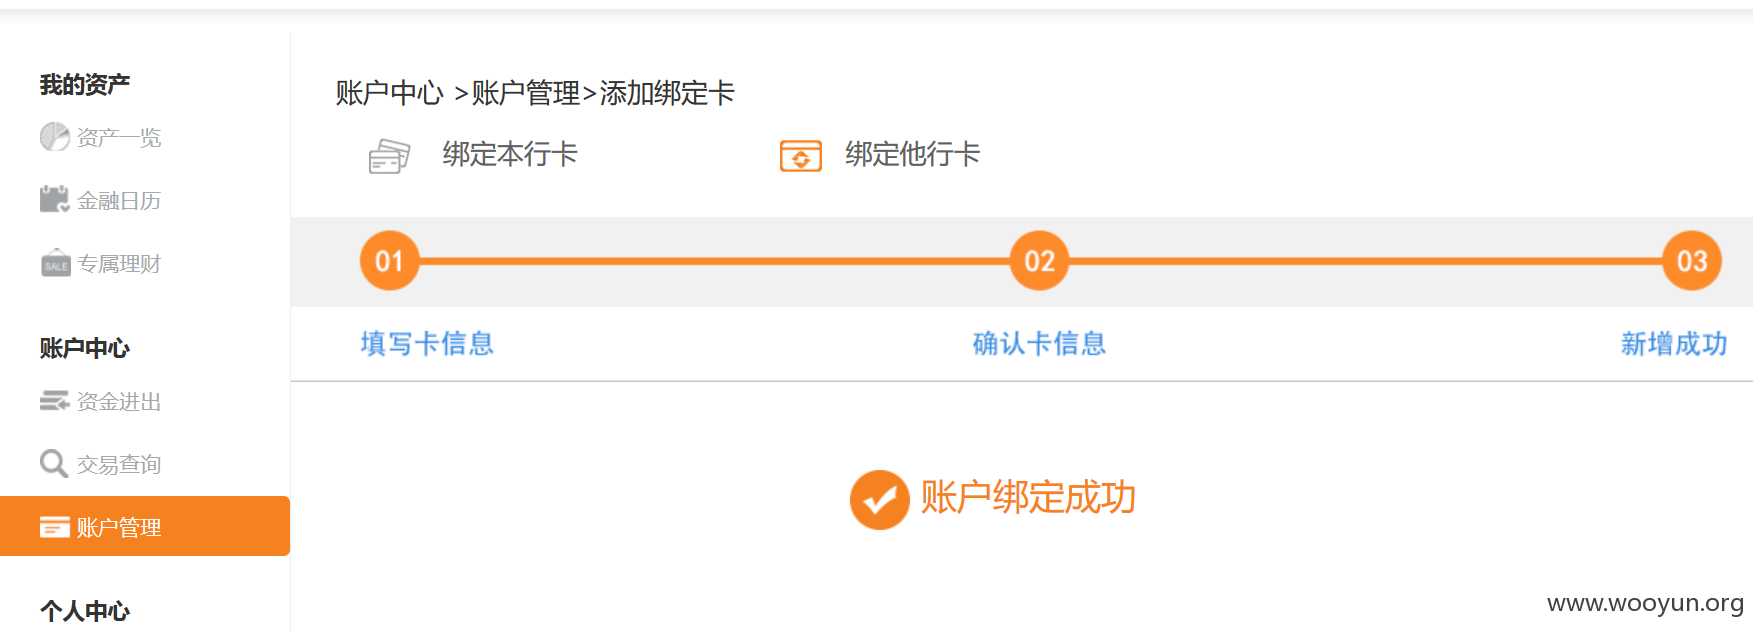 我的资产
资产一览
金融日历
SALE 专属理财
账户中心
资金进出
交易查询
账户管理
个人中心
账户中心 >账户管理>添加绑定卡
绑定本行卡
绑定他行卡
01 02 03
填写卡信息 确认卡信息 新增成功
账户绑定成功
www.wooyun.org